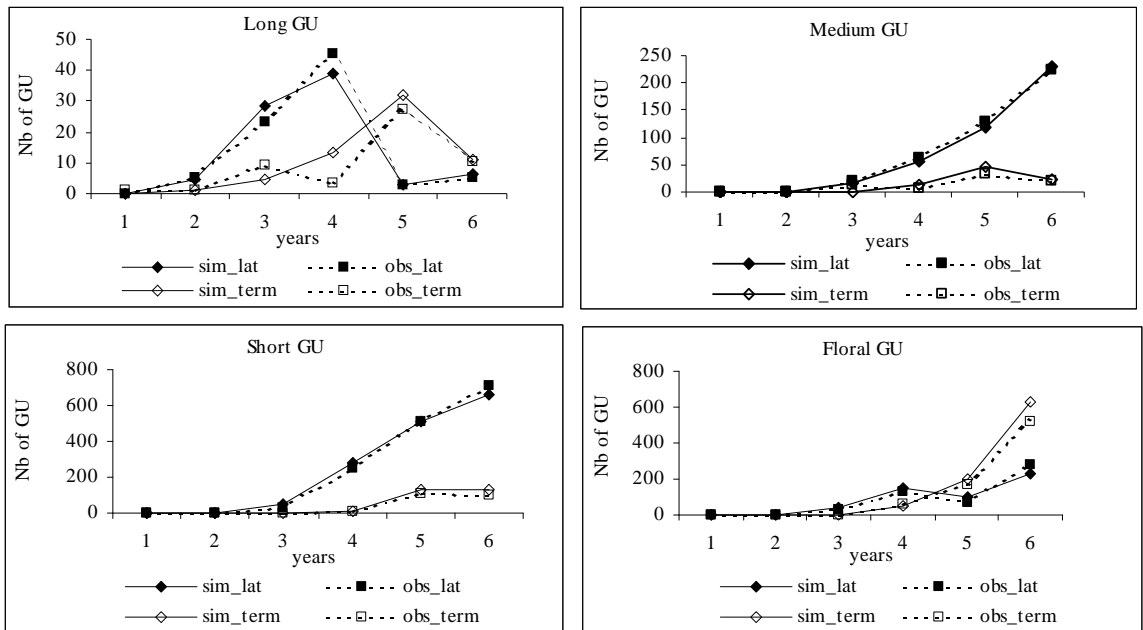 Long GU
50
40
30
20
10
0
Nb of GU
1 2 3 4 5 6
years
sim_lat obs_lat
sim_term obs_term
Medium GU
250
200
150
100
50
0
Nb of GU
1 2 3 4 5 6
years
sim_lat obs_lat
sim_term obs_term
Short GU
800
600
400
200
0
Nb of GU
1 2 3 4 5 6
years
sim_lat obs_lat
sim_term obs_term
Floral GU
800
600
400
200
0
Nb of GU
1 2 3 4 5 6
years
sim_lat obs_lat
sim_term obs_term